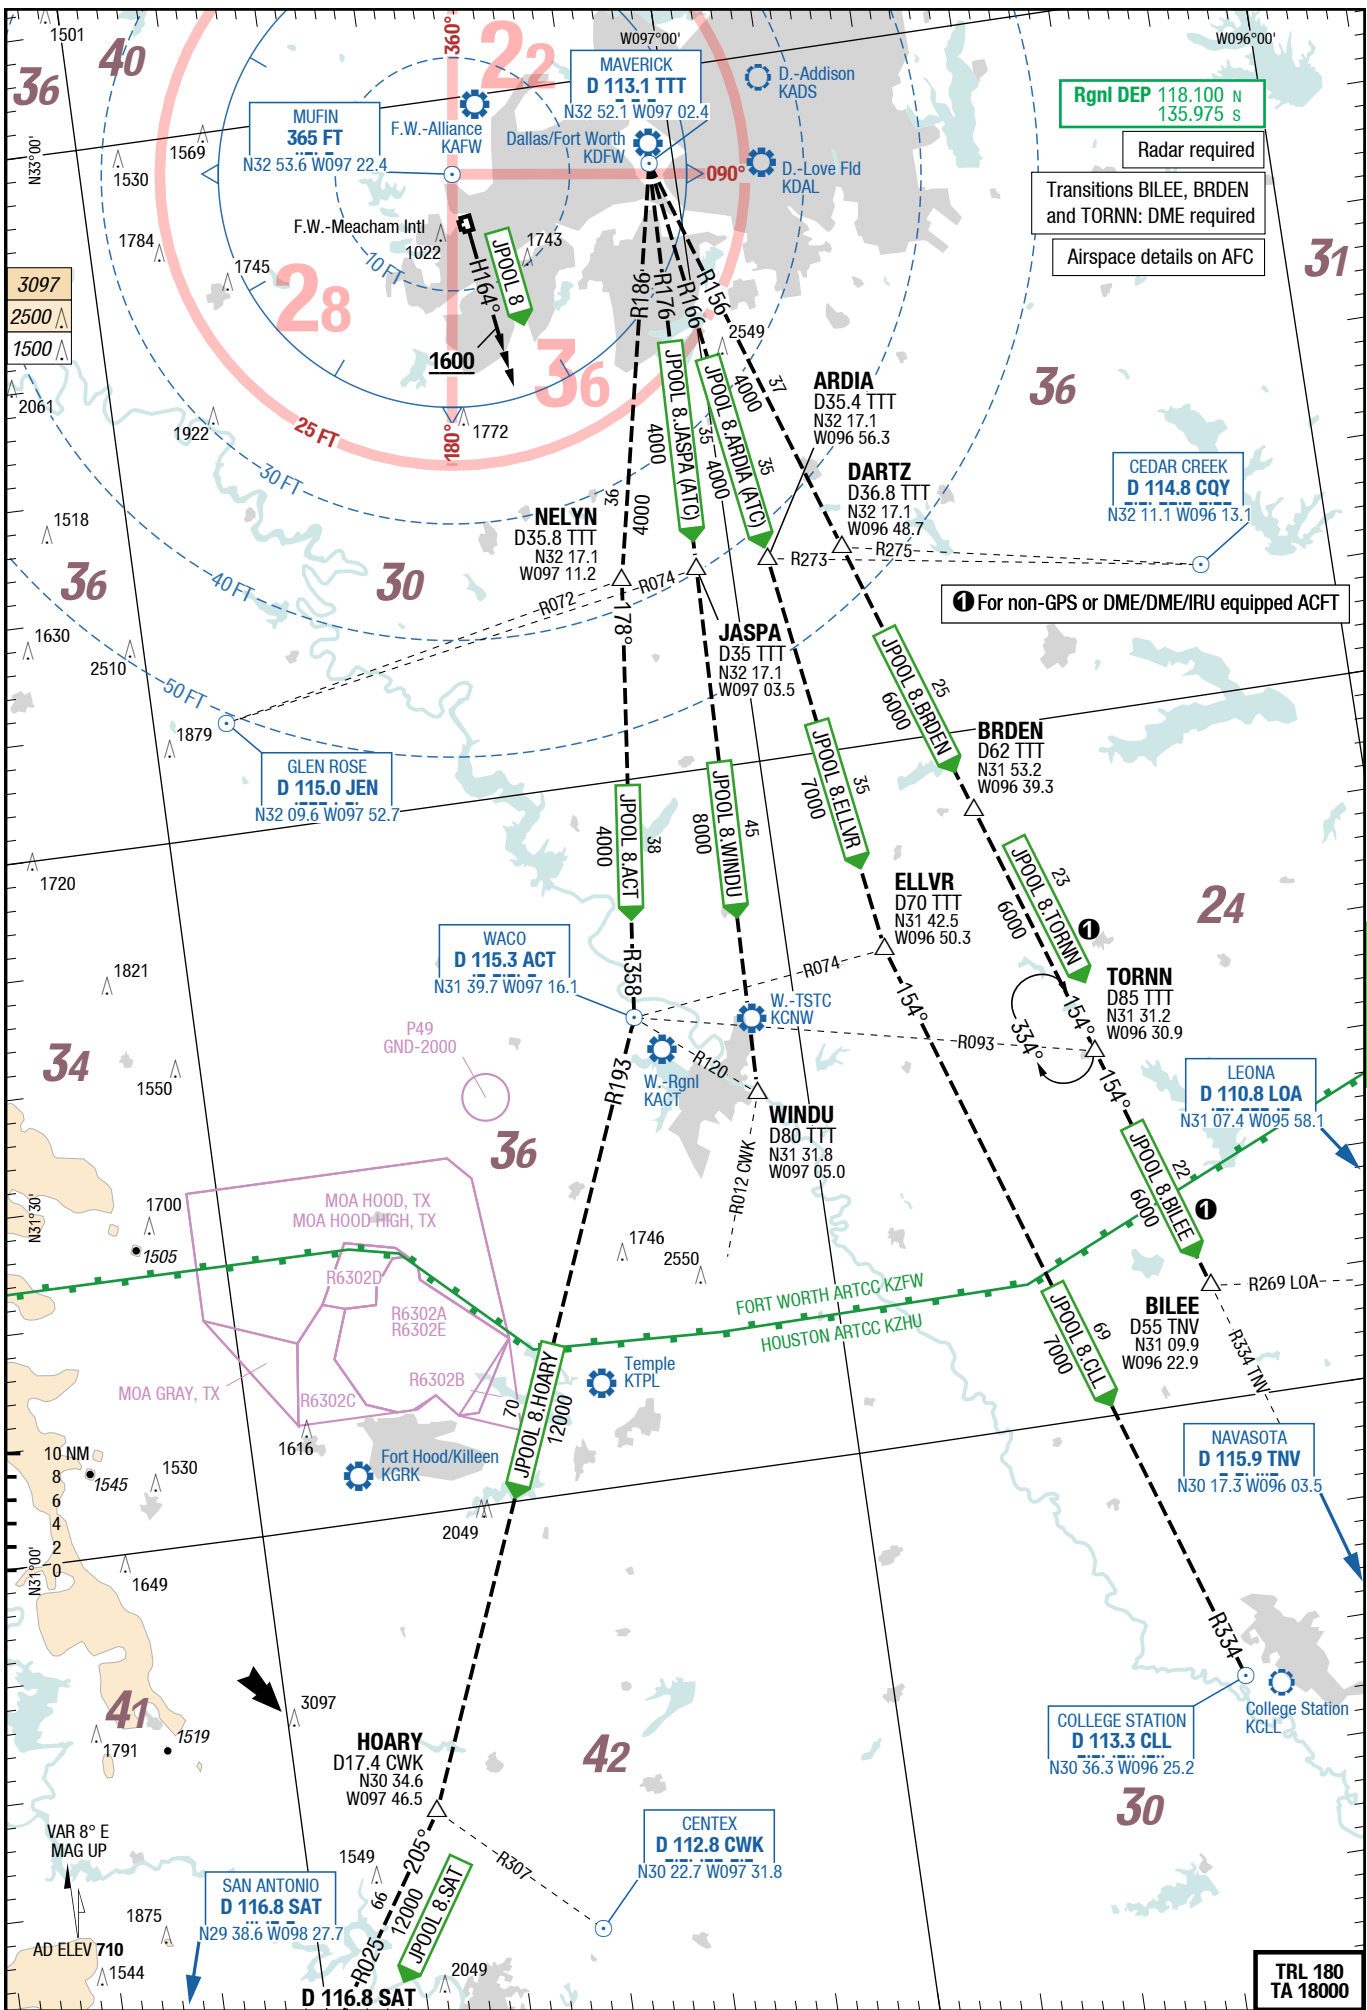 1501
40
36
360°
22
W097°00'
W096°00'
MAVERICK
D 113.1 TTT
N32 52.1 W097 02.4
D.-Addison
KADS
Rgnl DEP 118.100 N
135.975 S
Radar required
Transitions BILEE, BRDEN
and TORNN: DME required
Airspace details on AFC
MUFIN
365 FT
N32 53.6 W097 22.4
F.W.-Alliance
KAFW
Dallas/Fort Worth
KDFW
D.-Love Fld
KDAL
090°
N33°00'
1569
1530
1784
1745
F.W.-Meacham Intl
1022
1743
10 FT
H164°
JPOOL 8
1600
28
36
31
3097
2500
1500
2061
1922
25 FT
180°
1772
30 FT
R186
R176
R166
R156
2549
37
4000
JPOOL 8.JASPA (ATC)
4000
35
JPOOL 8.ARDIA (ATC)
4000
35
36
4000
ARDIA
D35.4 TTT
N32 17.1
W096 56.3
36
DARTZ
D36.8 TTT
N32 17.1
W096 48.7
CEDAR CREEK
D 114.8 CQY
N32 11.1 W096 13.1
NELYN
D35.8 TTT
N32 17.1
W097 11.2
1518
36
40 FT
30
R072
R074
R273
R275
1 For non-GPS or DME/DME/IRU equipped ACFT
1630
2510
50 FT
178°
JASPA
D35 TTT
N32 17.1
W097 03.5
1879
GLEN ROSE
D 115.0 JEN
N32 09.6 W097 52.7
JPOOL 8.BRDEN
25
6000
24
BRDEN
D62 TTT
N31 53.2
W096 39.3
JPOOL 8.ACT
38
4000
JPOOL 8.WINDU
45
8000
JPOOL 8.ELLVR
35
7000
1720
JPOOL 8.TORNN
23
6000
1
24
ELLVR
D70 TTT
N31 42.5
W096 50.3
WACO
D 115.3 ACT
N31 39.7 W097 16.1
R358
R074
1821
W.-TSTC
KCNW
154°
TORNN
D85 TTT
N31 31.2
W096 30.9
154°
334°
R093
P49
GND-2000
34
1550
R193
W.-Rgnl
KACT
R120
154°
LEONA
D 110.8 LOA
N31 07.4 W095 58.1
36
WINDU
D80 TTT
N31 31.8
W097 05.0
R012 CWK
JPOOL 8.BILEE
22
6000
1
N31°30'
1700
1505
MOA HOOD, TX
MOA HOOD HIGH, TX
1746
2550
R6302D
R6302A
R6302E
FORT WORTH ARTCC KZFW
HOUSTON ARTCC KZHU
R269 LOA
BILEE
D55 TNV
N31 09.9
W096 22.9
R334 TNV
JPOOL 8.CLL
69
7000
MOA GRAY, TX
R6302B
R6302C
Temple
KTPL
JPOOL 8.HOARY
70
12000
1616
Fort Hood/Killeen
KGRK
10 NM
8
6
4
2
0
1545
1530
2049
NAVASOTA
D 115.9 TNV
N30 17.3 W096 03.5
N31°00'
1649
R334
41
3097
1791
1519
HOARY
D17.4 CWK
N30 34.6
W097 46.5
42
COLLEGE STATION
D 113.3 CLL
N30 36.3 W096 25.2
College Station
KCLL
30
VAR 8° E
MAG UP
1549
205°
CENTEX
D 112.8 CWK
N30 22.7 W097 31.8
R307
66
12000
JPOOL 8.SAT
SAN ANTONIO
D 116.8 SAT
N29 38.6 W098 27.7
1875
AD ELEV 710
1544
R025
D 116.8 SAT
2049
TRL 180
TA 18000